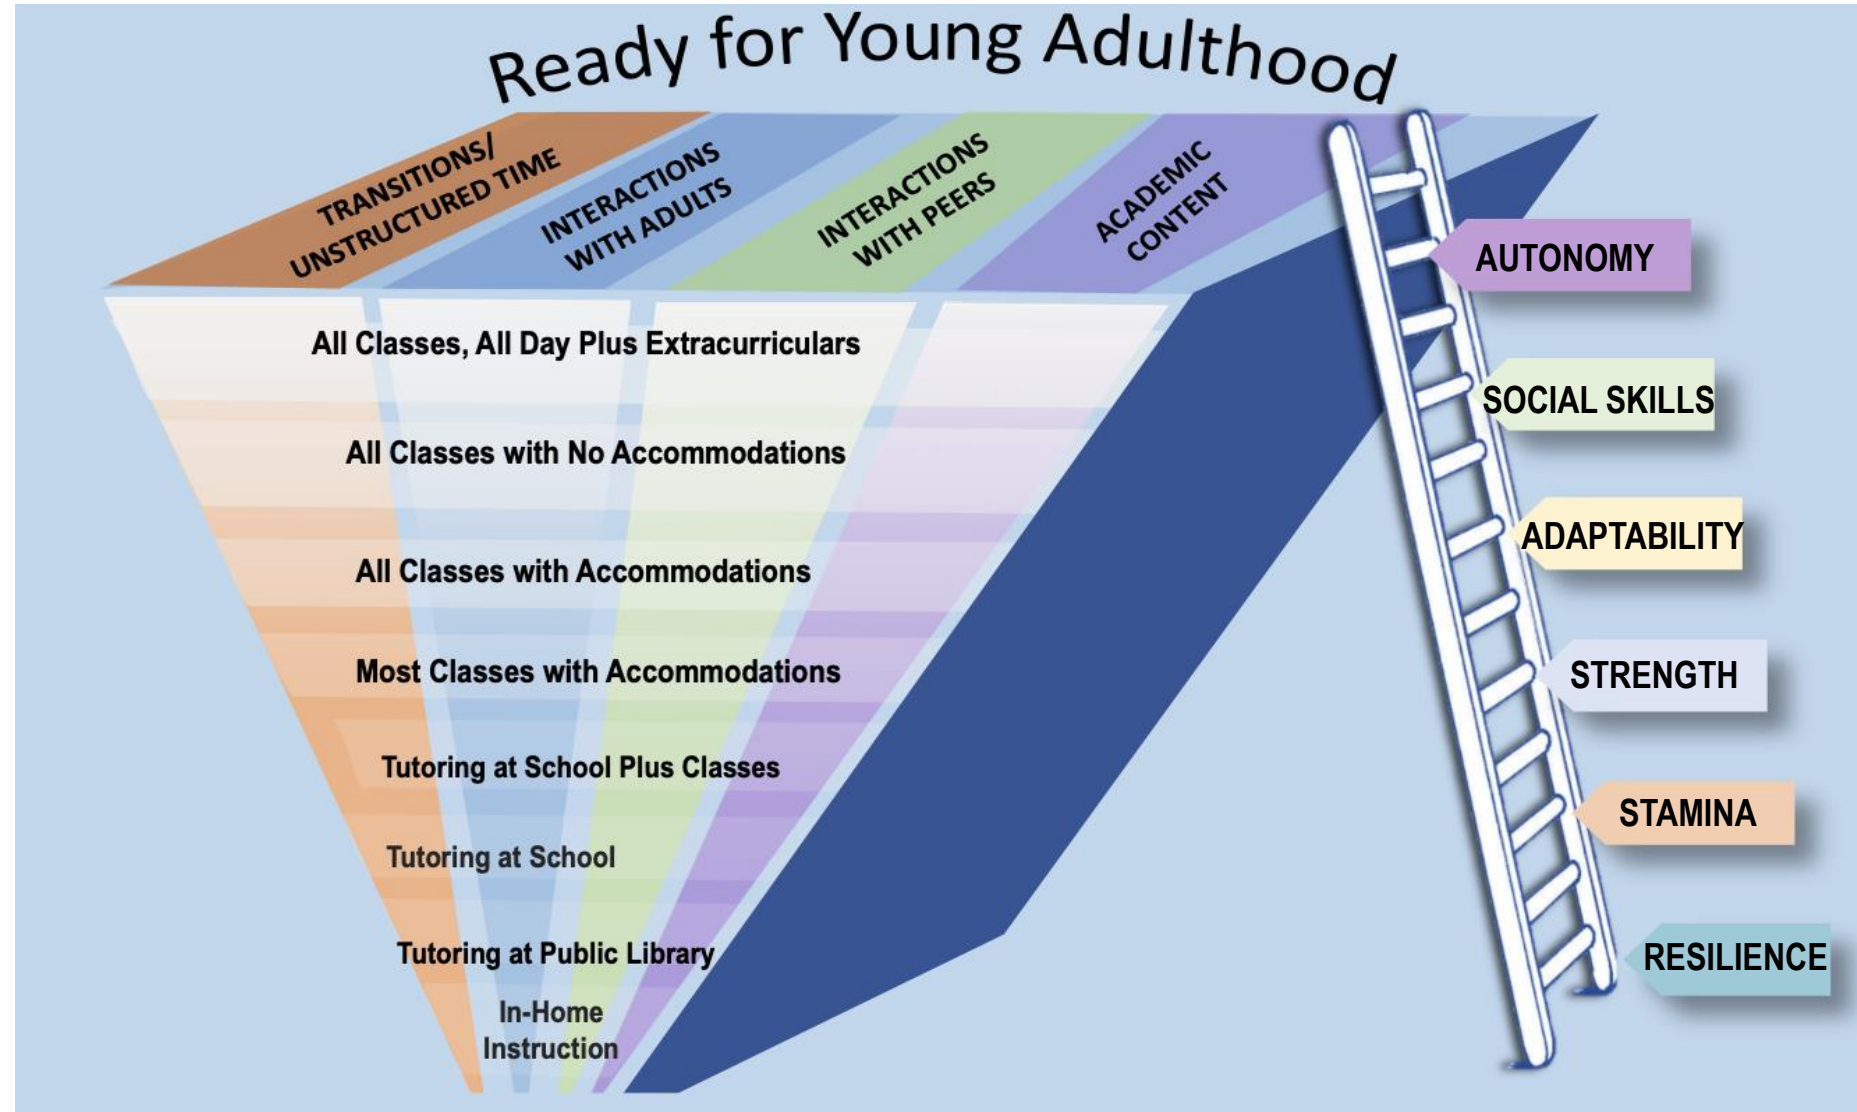 Ready for Young Adulthood
TRANSITIONS/
UNSTRUCTURED TIME
INTERACTIONS
WITH ADULTS
INTERACTIONS
WITH PEERS
ACADEMIC
CONTENT
All Classes, All Day Plus Extracurriculars
All Classes with No Accommodations
All Classes with Accommodations
Most Classes with Accommodations
Tutoring at School Plus Classes
Tutoring at School
Tutoring at Public Library
In-Home
Instruction
AUTONOMY
SOCIAL SKILLS
ADAPTABILITY
STRENGTH
STAMINA
RESILIENCE